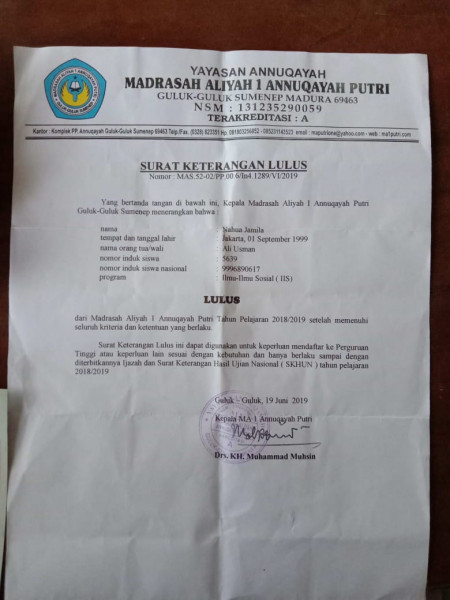 YAYASAN ANNUQAYAH
MADRASAH ALIYAH 1 ANNUQAYAH PUTRI
GULUK-GULUK SUMENEP MADURA 69463
NSM : 131235290059
TERAKREDITASI : A
Kantor : Komplek PP. Annuqayah Guluk-Guluk Sumenep 69463 Telp./Fax. (0328) Hp. email : web :
SURAT KETERANGAN LULUS
Nomor : MAS.52-02/PP.00.6/In4.1289/VI/2019
Yang bertanda tangan di bawah ini, Kepala Madrasah Aliyah 1 Annuqayah Putri
Guluk-Guluk Sumenep menerangkan bahwa :
nama : Nabua Jamila
tempat dan tanggal lahir : Jakarta, 01 September 1999
nama orang tua/wali : Ali Usman
nomor induk siswa : 5639
nomor induk siswa nasional : 9996890617
program : Ilmu-Ilmu Sosial ( IIS)
LULUS
dari Madrasah Aliyah 1 Annuqayah Putri Tahun Pelajaran 2018/2019 setelah memenuhi
seluruh kriteria dan ketentuan yang berlaku.
Surat Keterangan Lulus ini dapat digunakan untuk keperluan mendaftar ke Perguruan
Tinggi atau keperluan lain sesuai dengan kebutuhan dan hanya berlaku sampai dengan
diterbitkannya Ijazah dan Surat Keterangan Hasil Ujian Nasional ( SKHUN ) tahun pelajaran
2018/2019
Guluk – Guluk, 19 Juni 2019
Kepala MA 1 Annuqayah Putri
Drs. KH. Muhammad Muhsin